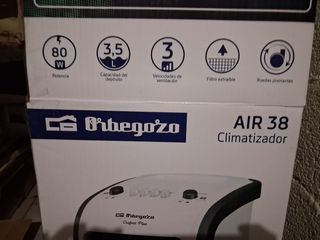 80 W
3,5
3
Potencia
Capacidad del depósito
Velocidades de ventilación
Filtro extraíble
Ruedas pivotantes
Orbegozo
AIR 38
Climatizador
Orbegozo